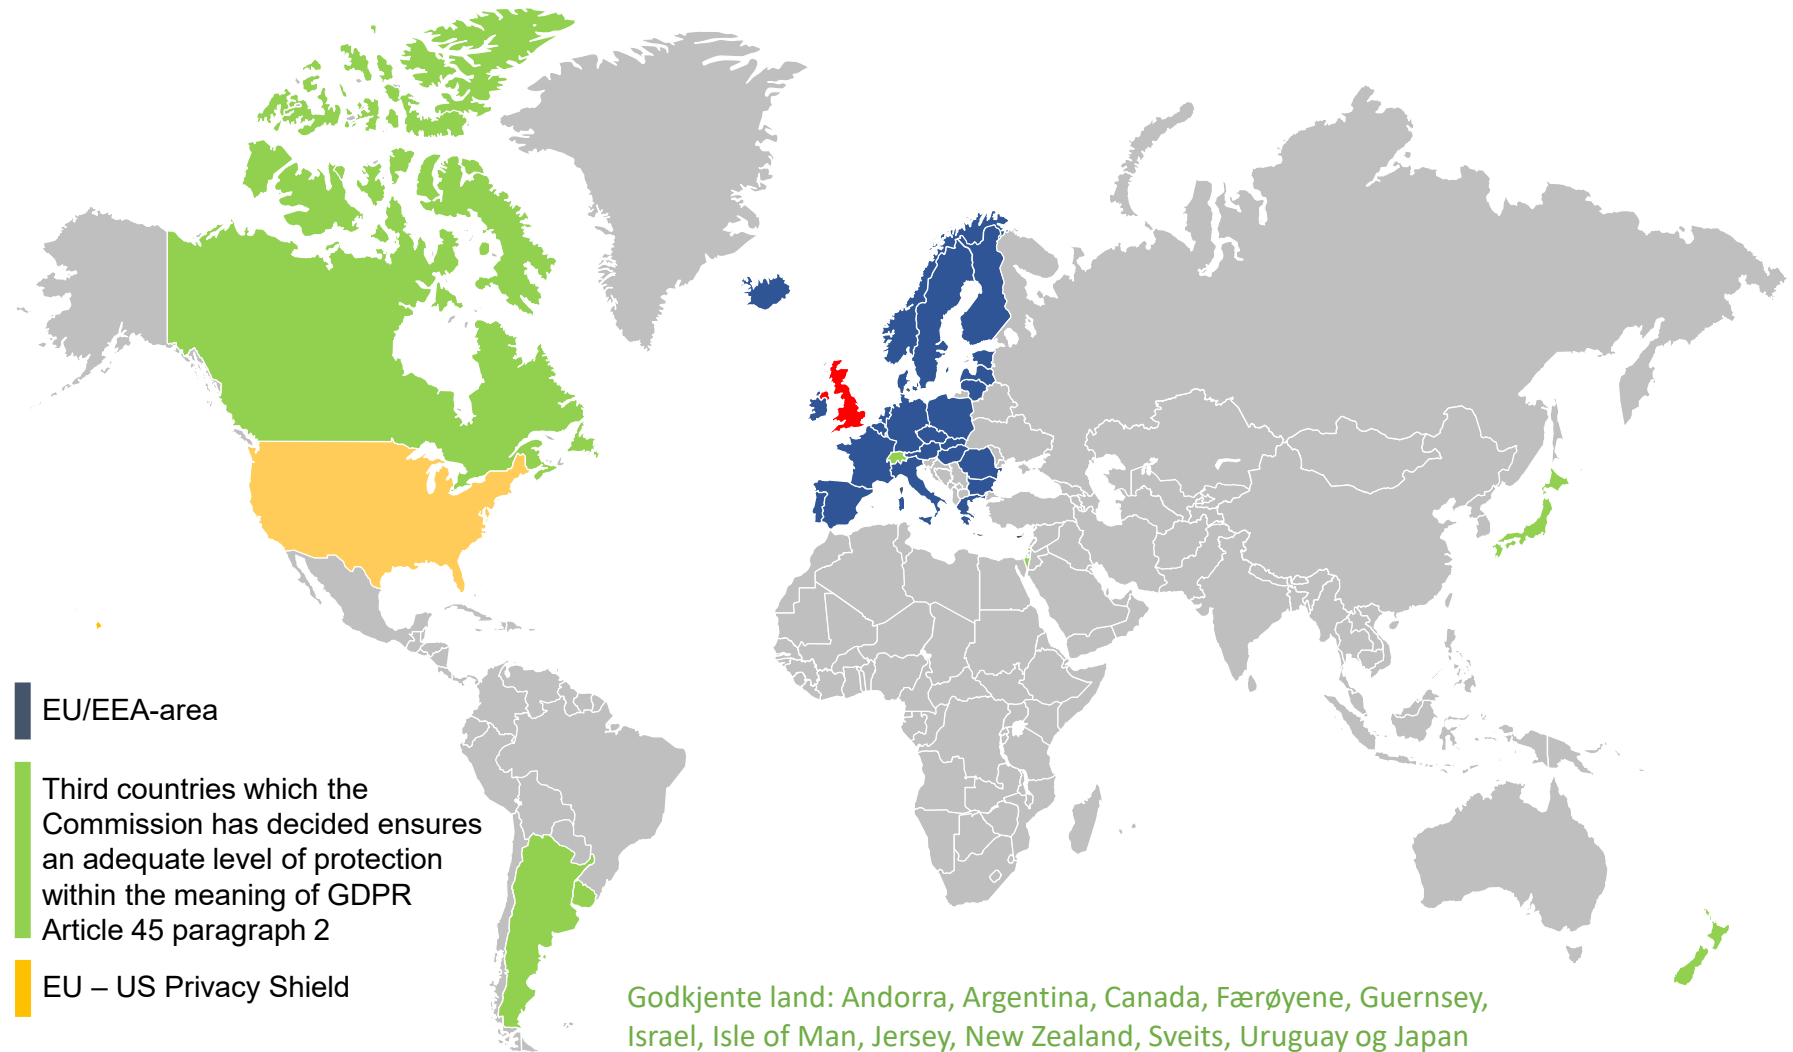 EU/EEA-area
Third countries which the
Commission has decided ensures
an adequate level of protection
within the meaning of GDPR
Article 45 paragraph 2
EU – US Privacy Shield
Godkjente land: Andorra, Argentina, Canada, Færøyene, Guernsey,
Israel, Isle of Man, Jersey, New Zealand, Sveits, Uruguay og Japan